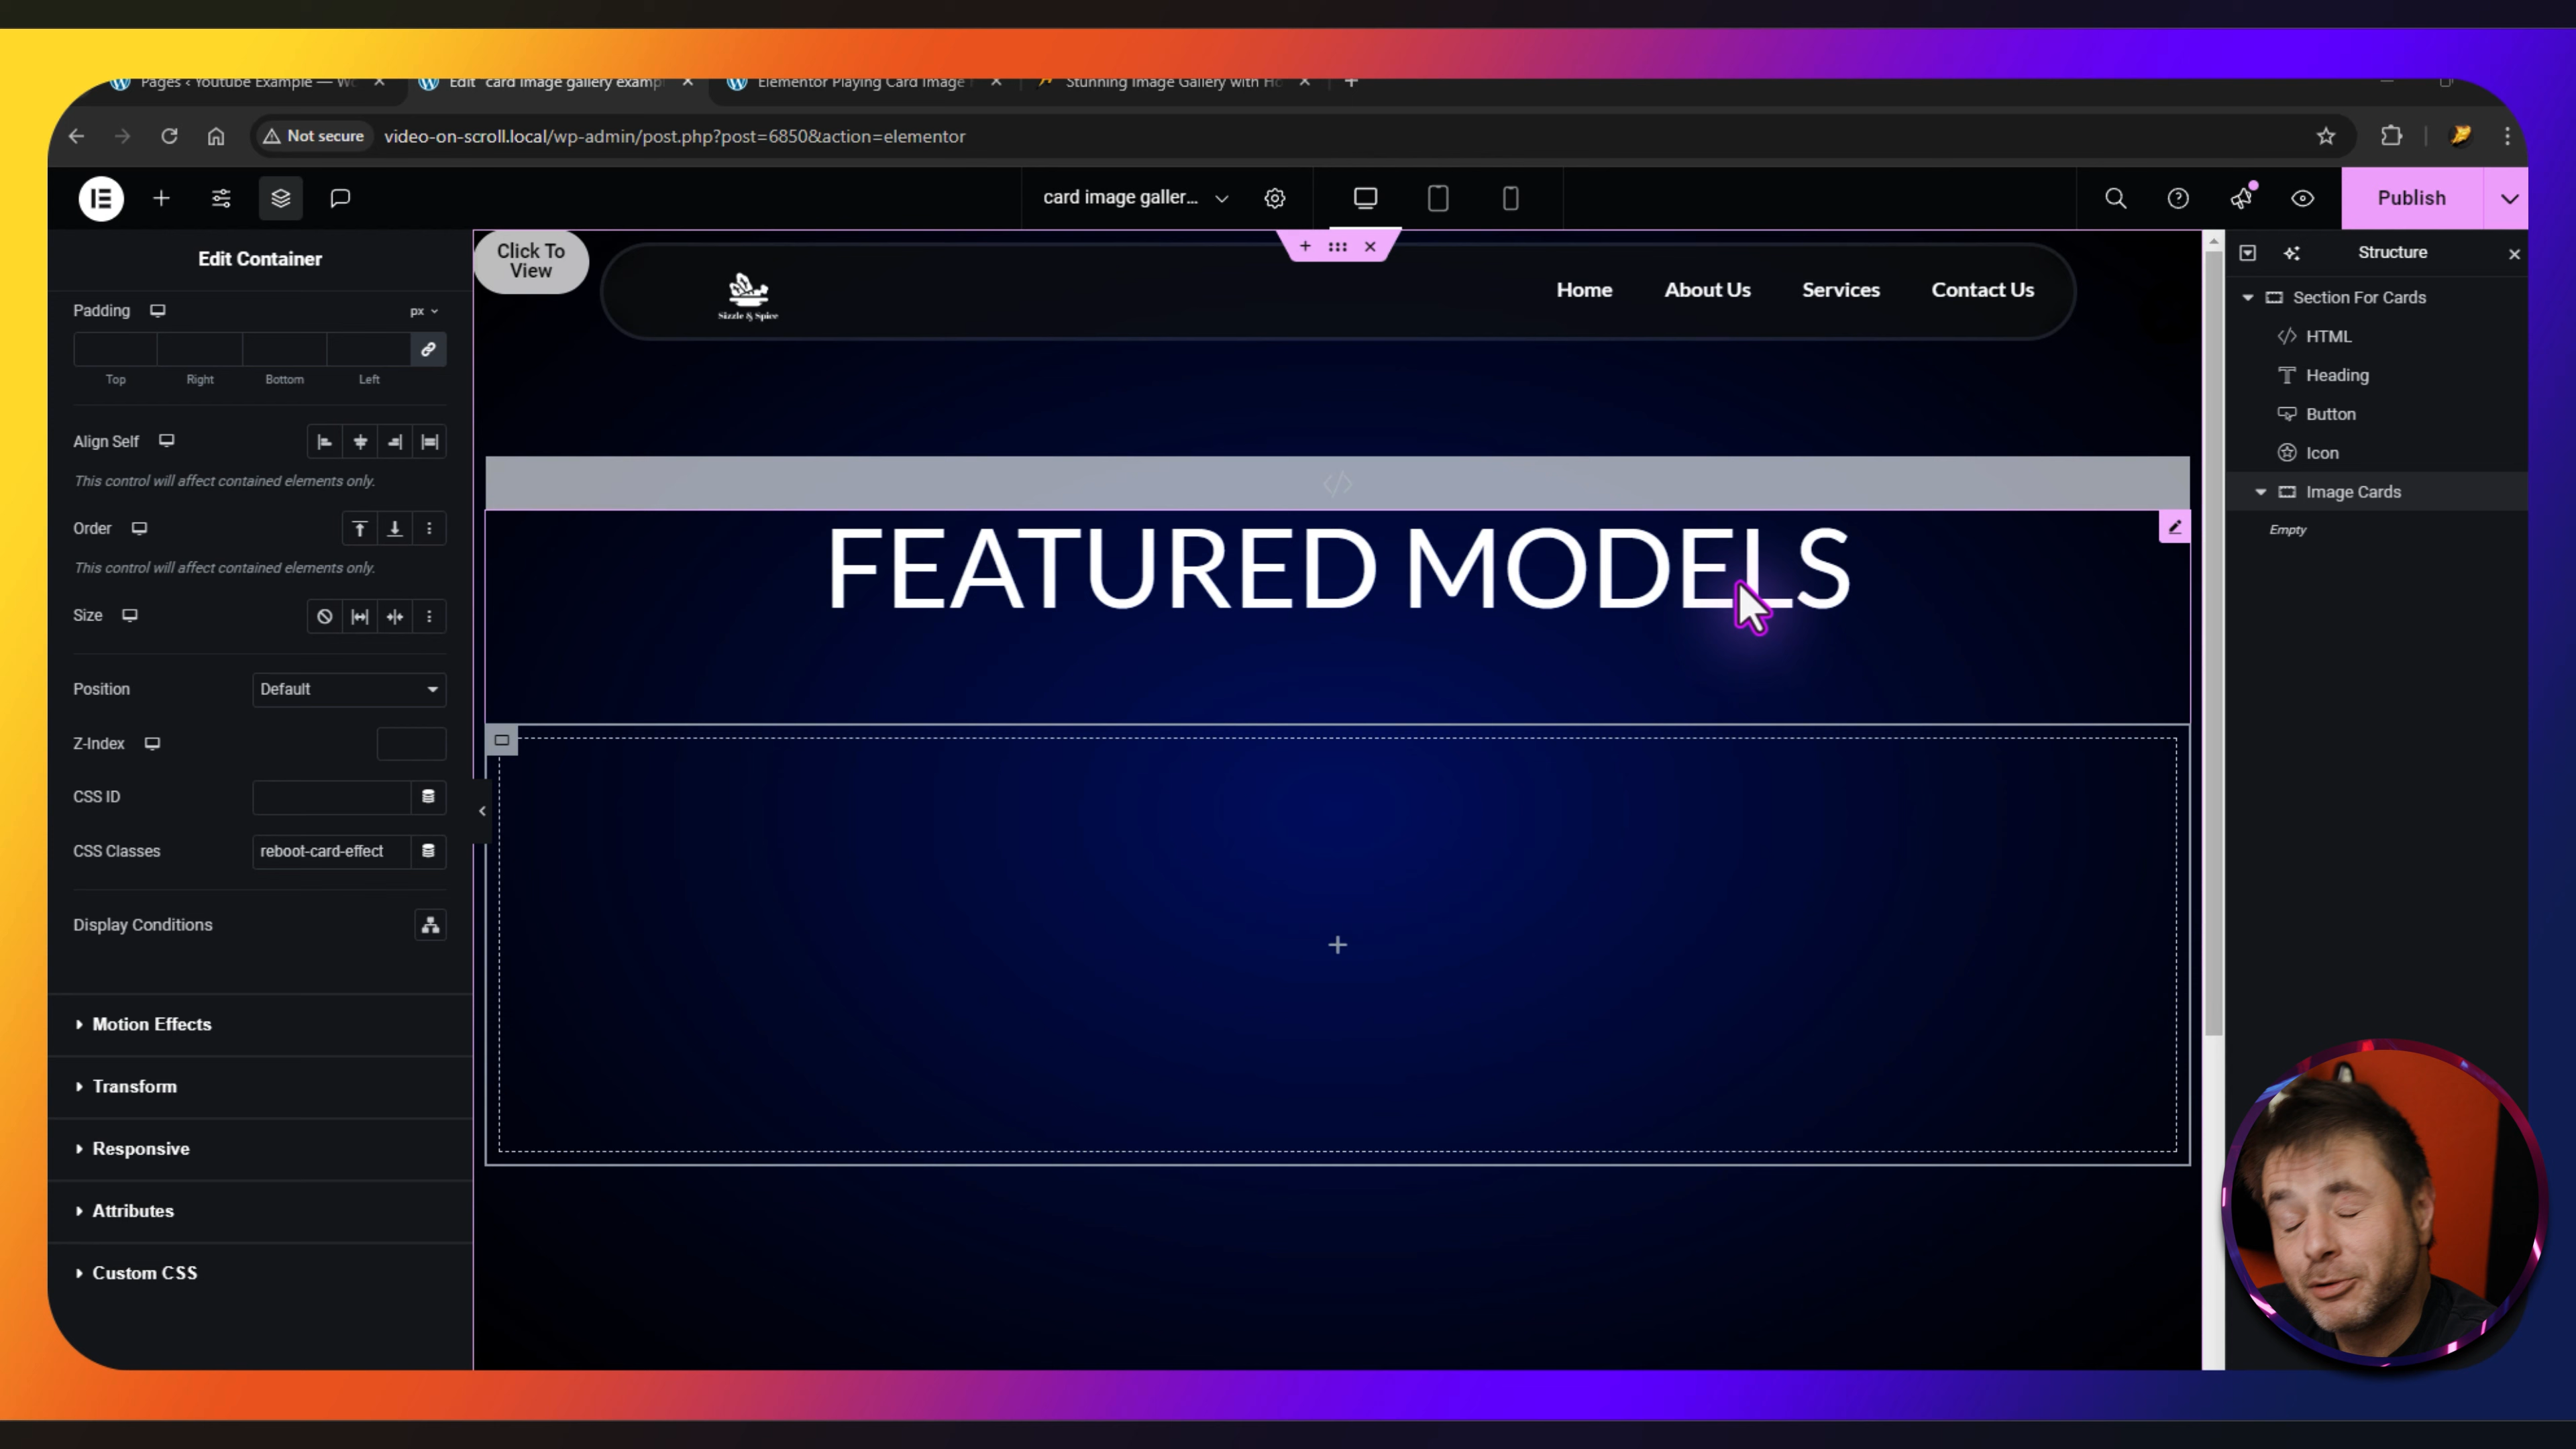 Pages ‹ Youtube Example — Wo
Edit "card image gallery examp
Elementor Playing Card Image
Stunning Image Gallery with Ho
Not secure
video-on-scroll.local/wp-admin/post.php?post=6850&action=elementor
card image galler...
Publish
Edit Container
Padding
px
Top
Right
Bottom
Left
Align Self
This control will affect contained elements only.
Order
This control will affect contained elements only.
Size
Position
Default
Z-Index
CSS ID
CSS Classes
reboot-card-effect
Display Conditions
Motion Effects
Transform
Responsive
Attributes
Custom CSS
Click To
View
Sizzle & Spice
Home
About Us
Services
Contact Us
FEATURED MODELS
Structure
Section For Cards
HTML
Heading
Button
Icon
Image Cards
Empty